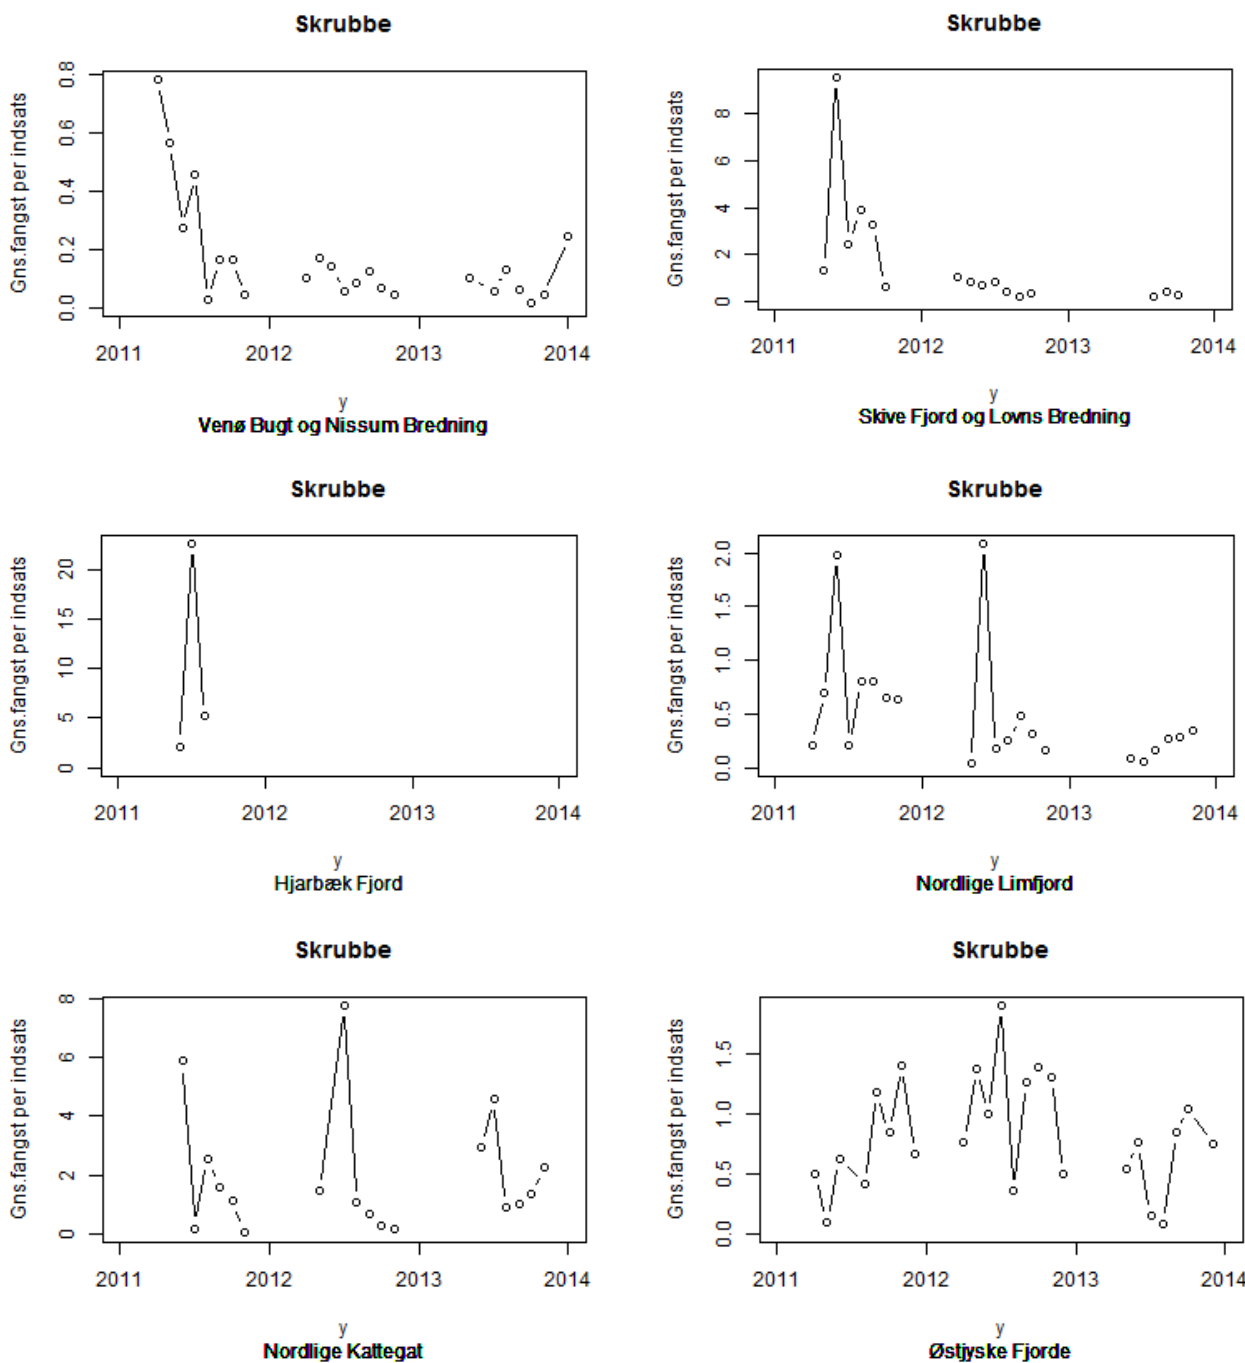 Skrubbe
Gns.fangst per indsats
0.8
0.6
0.4
0.2
0.0
2011 2012 2013 2014
y
Venø Bugt og Nissum Bredning
Skrubbe
Gns.fangst per indsats
8
6
4
2
0
2011 2012 2013 2014
y
Skive Fjord og Lovns Bredning
Skrubbe
Gns.fangst per indsats
20
15
10
5
0
2011 2012 2013 2014
y
Hjarbæk Fjord
Skrubbe
Gns.fangst per indsats
2.0
1.5
1.0
0.5
0.0
2011 2012 2013 2014
y
Nordlige Limfjord
Skrubbe
Gns.fangst per indsats
8
6
4
2
0
2011 2012 2013 2014
y
Nordlige Kattegat
Skrubbe
Gns.fangst per indsats
1.5
1.0
0.5
0.0
2011 2012 2013 2014
y
Østjyske Fjorde